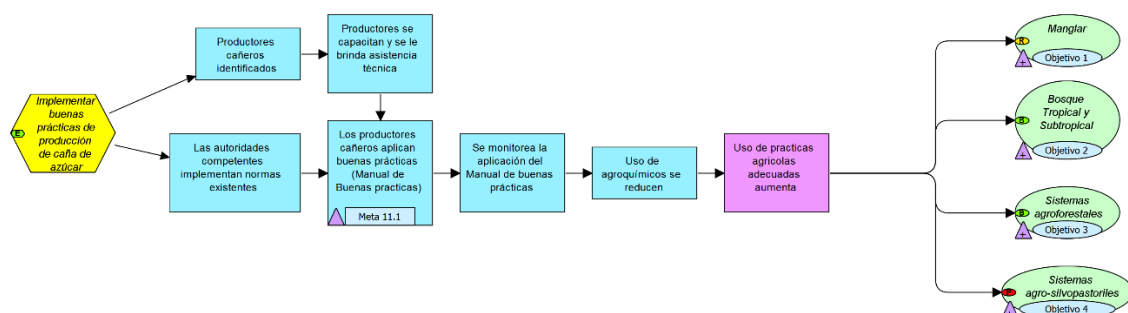 E
Implementar
buenas
prácticas de
producción
de caña de
azúcar
Productores
cañeros
identificados
Productores se
capacitan y se le
brinda asistencia
técnica
Las autoridades
competentes
implementan normas
existentes
Los productores
cañeros aplican
buenas prácticas
(Manual de
Buenas practicas)
Meta 11.1
Se monitorea la
aplicación del
Manual de buenas
prácticas
Uso de
agroquímicos se
reducen
Uso de practicas
agricolas
adecuadas
aumenta
Manglar
R
+
Objetivo 1
Bosque
Tropical y
Subtropical
B
+
Objetivo 2
Sistemas
agroforestales
B
+
Objetivo 3
Sistemas
agro-silvopastoriles
P
+
Objetivo 4